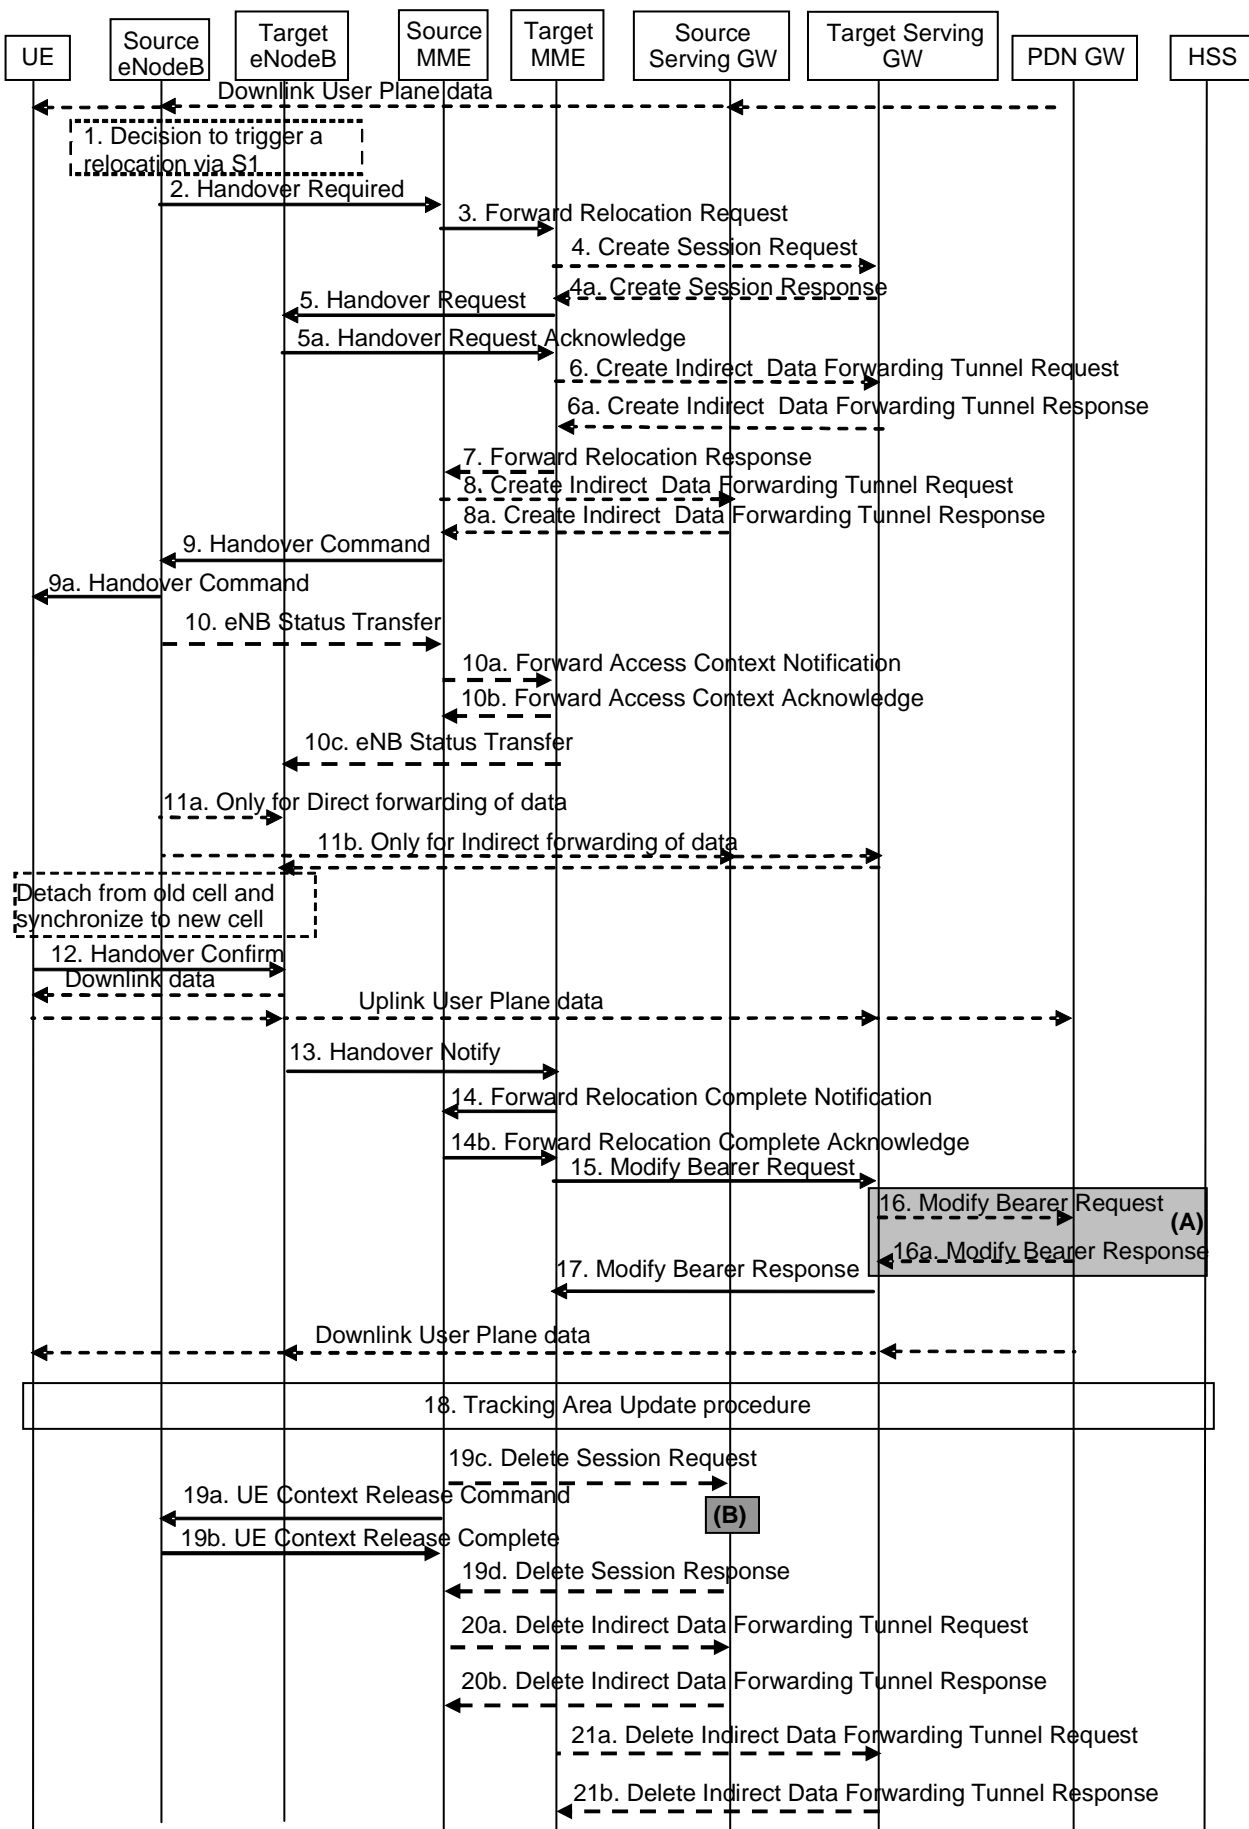 UE
Source
eNodeB
Target
eNodeB
Source
MME
Target
MME
Source
Serving GW
Target Serving
GW
PDN GW
HSS
Downlink User Plane data
1. Decision to trigger a
relocation via S1
2. Handover Required
3. Forward Relocation Request
4. Create Session Request
4a. Create Session Response
5. Handover Request
5a. Handover Request Acknowledge
6. Create Indirect Data Forwarding Tunnel Request
6a. Create Indirect Data Forwarding Tunnel Response
7. Forward Relocation Response
8. Create Indirect Data Forwarding Tunnel Request
8a. Create Indirect Data Forwarding Tunnel Response
9. Handover Command
9a. Handover Command
10. eNB Status Transfer
10a. Forward Access Context Notification
10b. Forward Access Context Acknowledge
10c. eNB Status Transfer
11a. Only for Direct forwarding of data
11b. Only for Indirect forwarding of data
Detach from old cell and
synchronize to new cell
12. Handover Confirm
Downlink data
Uplink User Plane data
13. Handover Notify
14. Forward Relocation Complete Notification
14b. Forward Relocation Complete Acknowledge
15. Modify Bearer Request
16. Modify Bearer Request
(A)
16a. Modify Bearer Response
17. Modify Bearer Response
Downlink User Plane data
18. Tracking Area Update procedure
19c. Delete Session Request
19a. UE Context Release Command
(B)
19b. UE Context Release Complete
19d. Delete Session Response
20a. Delete Indirect Data Forwarding Tunnel Request
20b. Delete Indirect Data Forwarding Tunnel Response
21a. Delete Indirect Data Forwarding Tunnel Request
21b. Delete Indirect Data Forwarding Tunnel Response